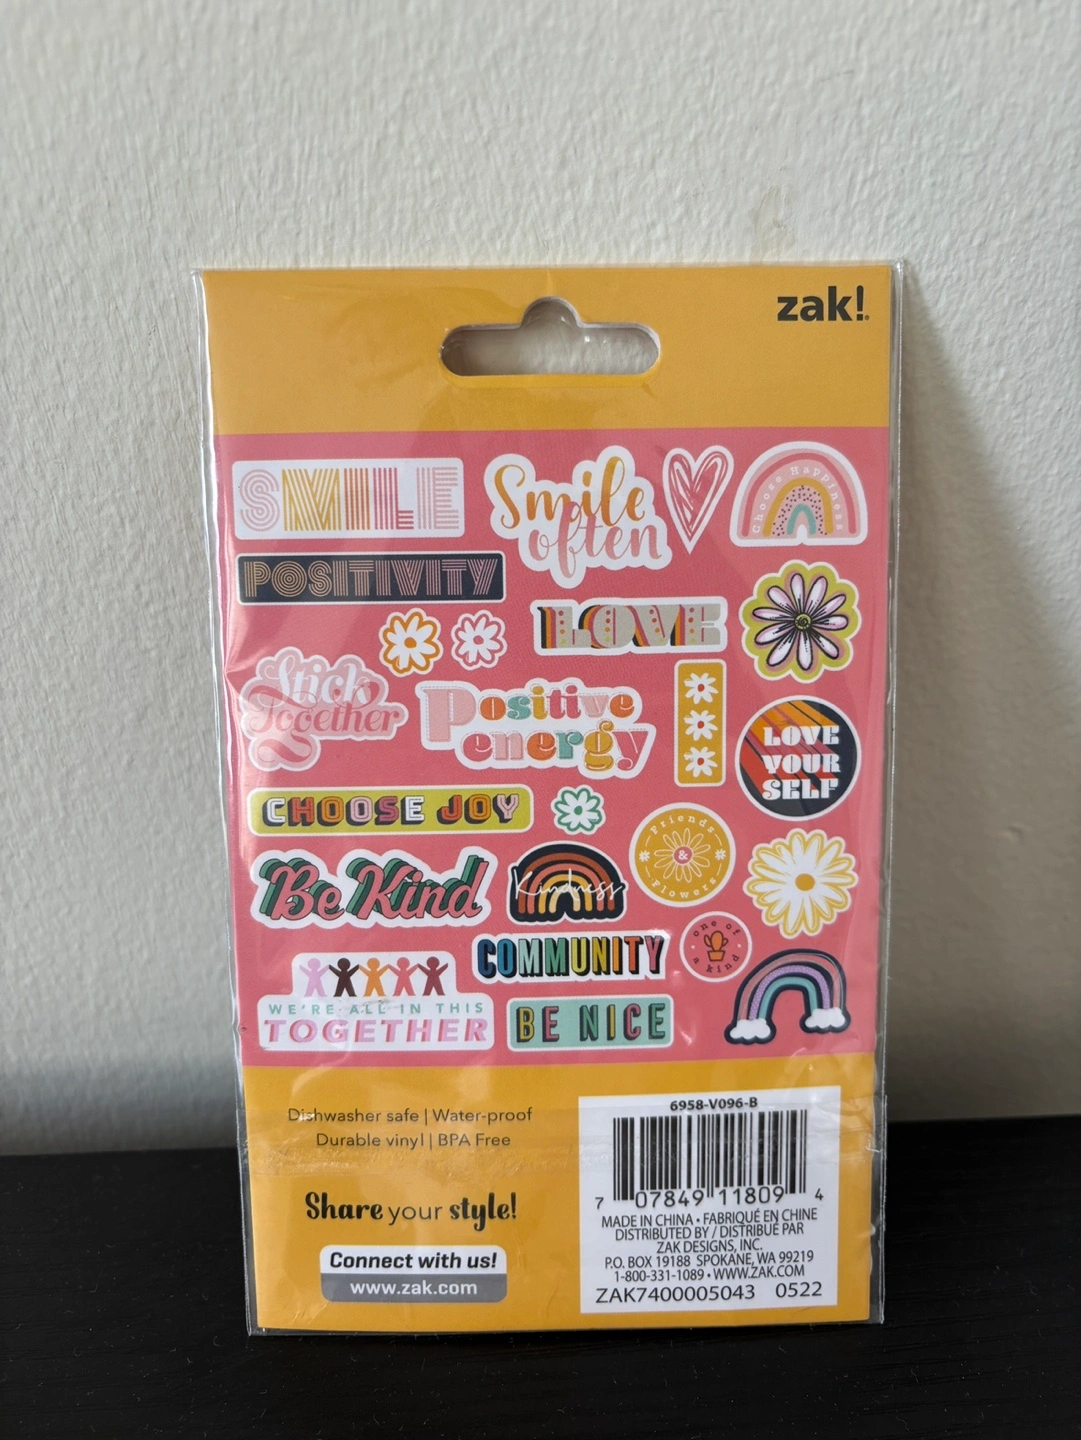 zak!
SMILE
Smile
often
Choose Happiness
POSITIVITY
LOVE
Stick
Together
Positive
energy
LOVE
YOUR
SELF
CHOOSE JOY
Friends
&
Flowers
Be Kind
Kindness
one of
a kind
COMMUNITY
WE'RE ALL IN THIS
TOGETHER
BE NICE
Dishwasher safe | Water-proof
Durable vinyl | BPA Free
Share your style!
Connect with us!
www.zak.com
6958-V096-B
7 07849 11809 4
MADE IN CHINA • FABRIQUÉ EN CHINE
DISTRIBUTED BY / DISTRIBUÉ PAR
ZAK DESIGNS, INC.
P.O. BOX 19188 SPOKANE, WA 99219
1-800-331-1089 • WWW.ZAK.COM
ZAK7400005043 0522